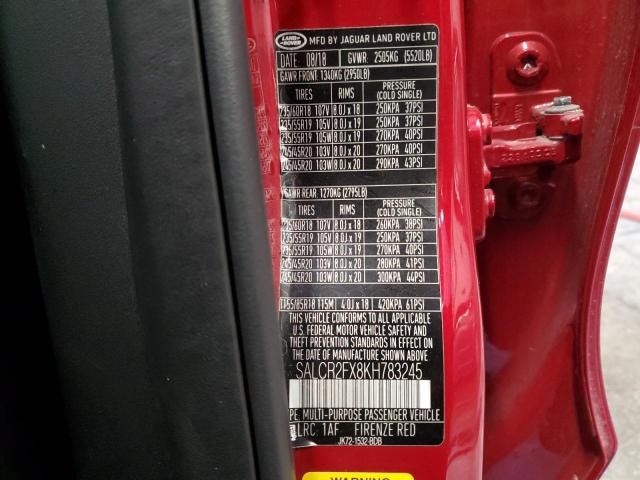 LAND ROVER MFD BY JAGUAR LAND ROVER LTD
DATE 08/18 GVWR 2505KG (5520LB)
GAWR FRONT 1340KG (2950LB)
TIRES RIMS PRESSURE (COLD SINGLE)
235/60R18 107V 8.0J x 18 250KPA 37PSI
235/55R19 105V 8.0J x 19 250KPA 37PSI
235/55R19 105W 8.0J x 19 270KPA 40PSI
245/45R20 103V 8.0J x 20 270KPA 40PSI
245/45R20 103W 8.0J x 20 290KPA 43PSI
GAWR REAR 1270KG (2795LB)
TIRES RIMS PRESSURE (COLD SINGLE)
235/60R18 107V 8.0J x 18 260KPA 38PSI
235/55R19 105V 8.0J x 19 250KPA 37PSI
235/55R19 105W 8.0J x 19 270KPA 40PSI
245/45R20 103V 8.0J x 20 280KPA 41PSI
245/45R20 103W 8.0J x 20 300KPA 44PSI
T155/85R18 115M 4.0J x 18 420KPA 61PSI
THIS VEHICLE CONFORMS TO ALL APPLICABLE
U.S. FEDERAL MOTOR VEHICLE SAFETY AND
THEFT PREVENTION STANDARDS IN EFFECT
ON THE DATE OF MANUFACTURE SHOWN ABOVE
SALCR2FX8KH783245
PE: MULTI-PURPOSE PASSENGER VEHICLE
LRC: 1AF FIRENZE RED
JK72-1532-BDB
WARNING